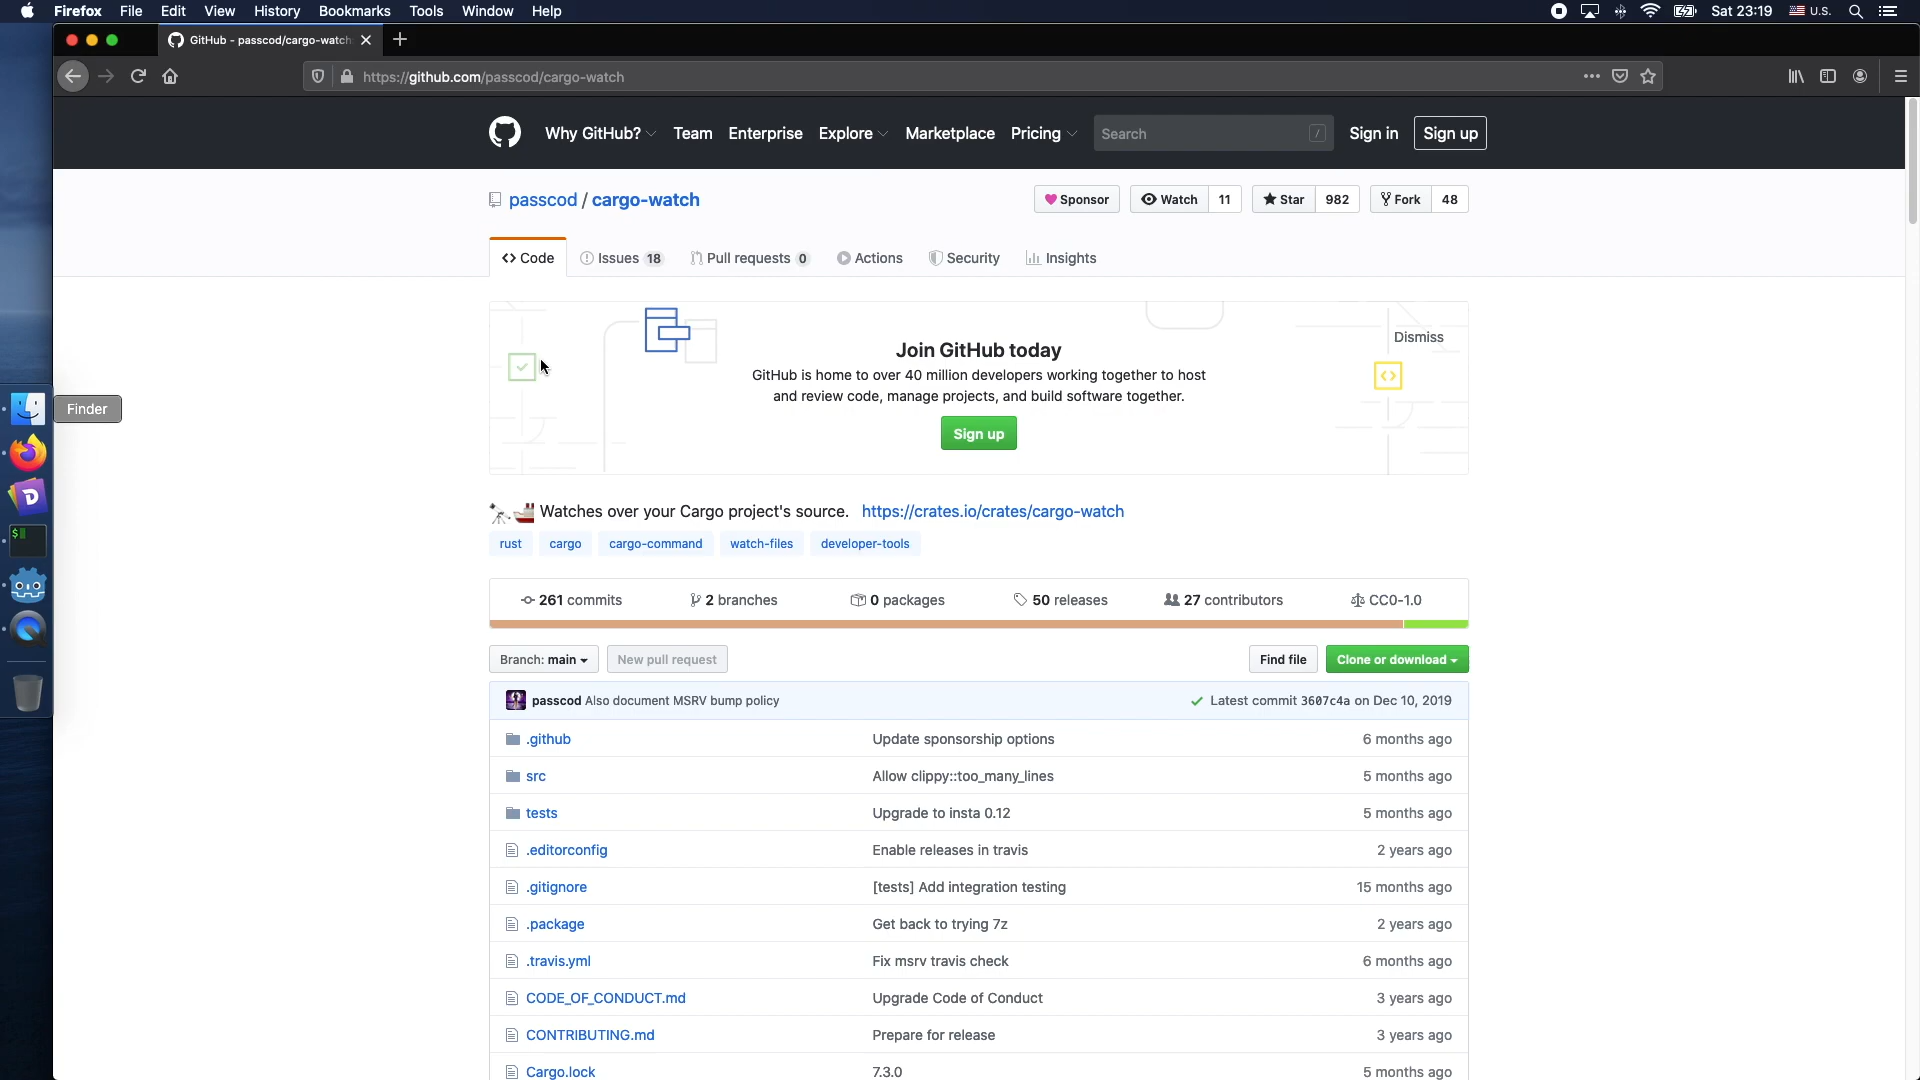 Firefox File Edit View History Bookmarks Tools Window Help Sat 23:19 U.S.
GitHub - passcod/cargo-watch:
https://github.com/passcod/cargo-watch
Why GitHub? Team Enterprise Explore Marketplace Pricing Search / Sign in Sign up
passcod / cargo-watch Sponsor Watch 11 Star 982 Fork 48
Code Issues 18 Pull requests 0 Actions Security Insights
Dismiss
Join GitHub today
GitHub is home to over 40 million developers working together to host
and review code, manage projects, and build software together.
Sign up
Finder
Watches over your Cargo project's source. https://crates.io/crates/cargo-watch
rust cargo cargo-command watch-files developer-tools
261 commits 2 branches 0 packages 50 releases 27 contributors CC0-1.0
Branch: main New pull request Find file Clone or download
passcod Also document MSRV bump policy Latest commit 3607c4a on Dec 10, 2019
.github Update sponsorship options 6 months ago
src Allow clippy::too_many_lines 5 months ago
tests Upgrade to insta 0.12 5 months ago
.editorconfig Enable releases in travis 2 years ago
.gitignore [tests] Add integration testing 15 months ago
.package Get back to trying 7z 2 years ago
.travis.yml Fix msrv travis check 6 months ago
CODE_OF_CONDUCT.md Upgrade Code of Conduct 3 years ago
CONTRIBUTING.md Prepare for release 3 years ago
Cargo.lock 7.3.0 5 months ago